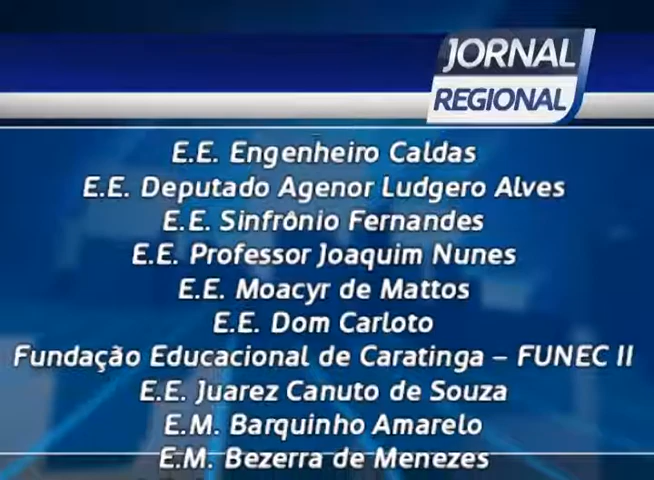 JORNAL
REGIONAL
E.E. Engenheiro Caldas
E.E. Deputado Agenor Ludgero Alves
E.E. Sinfrônio Fernandes
E.E. Professor Joaquim Nunes
E.E. Moacyr de Mattos
E.E. Dom Carloto
Fundação Educacional de Caratinga – FUNEC II
E.E. Juarez Canuto de Souza
E.M. Barquinho Amarelo
E.M. Bezerra de Menezes